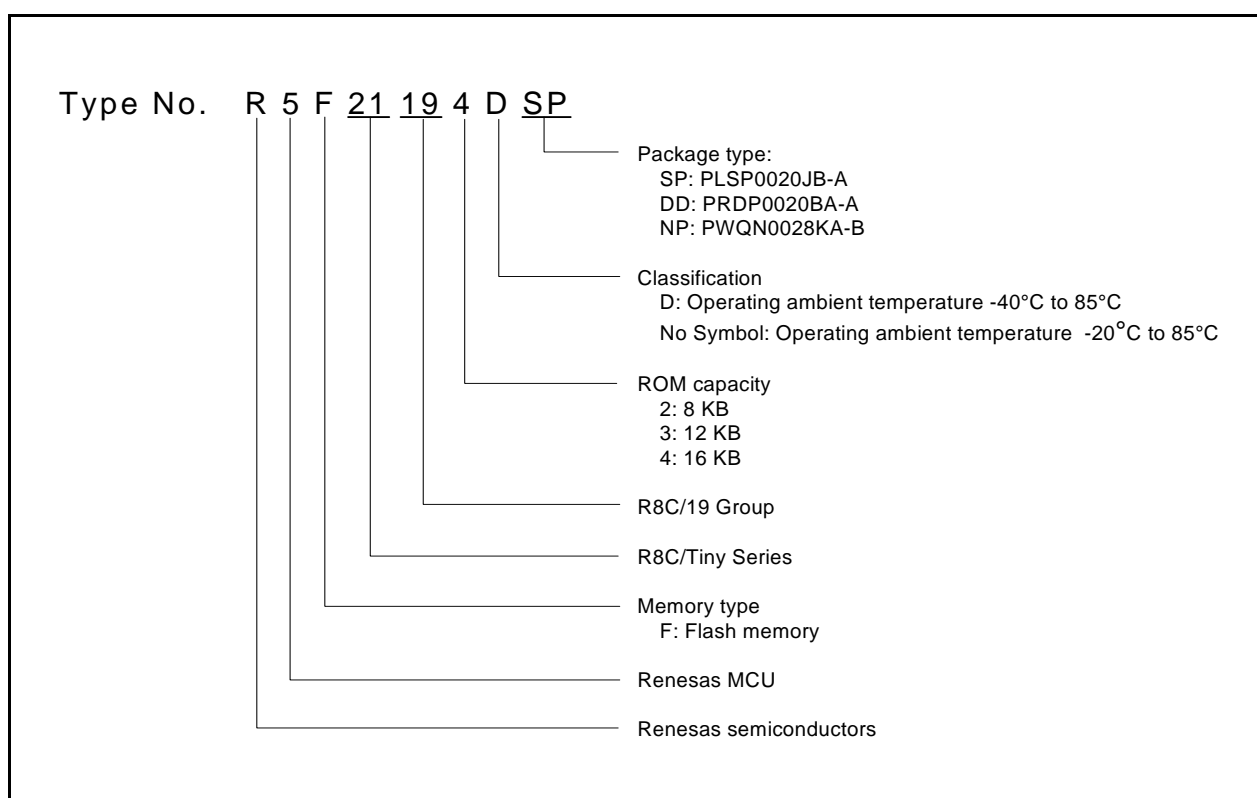 Type No. R 5 F 21 19 4 D SP
Package type:
SP: PLSP0020JB-A
DD: PRDP0020BA-A
NP: PWQN0028KA-B
Classification
D: Operating ambient temperature -40°C to 85°C
No Symbol: Operating ambient temperature -20°C to 85°C
ROM capacity
2: 8 KB
3: 12 KB
4: 16 KB
R8C/19 Group
R8C/Tiny Series
Memory type
F: Flash memory
Renesas MCU
Renesas semiconductors